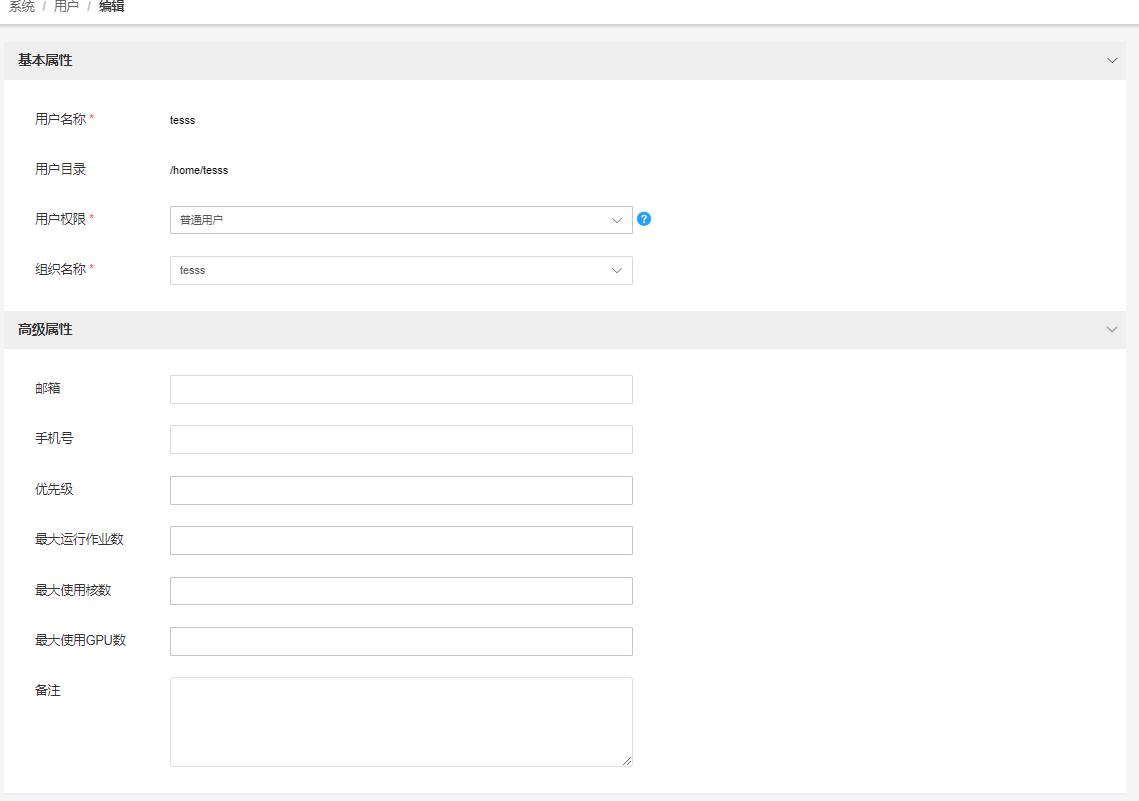 系统 / 用户 / 编辑
基本属性
用户名称 * tesss
用户目录 /home/tesss
用户权限 * 普通用户 ?
组织名称 * tesss
高级属性
邮箱
手机号
优先级
最大运行作业数
最大使用核数
最大使用GPU数
备注